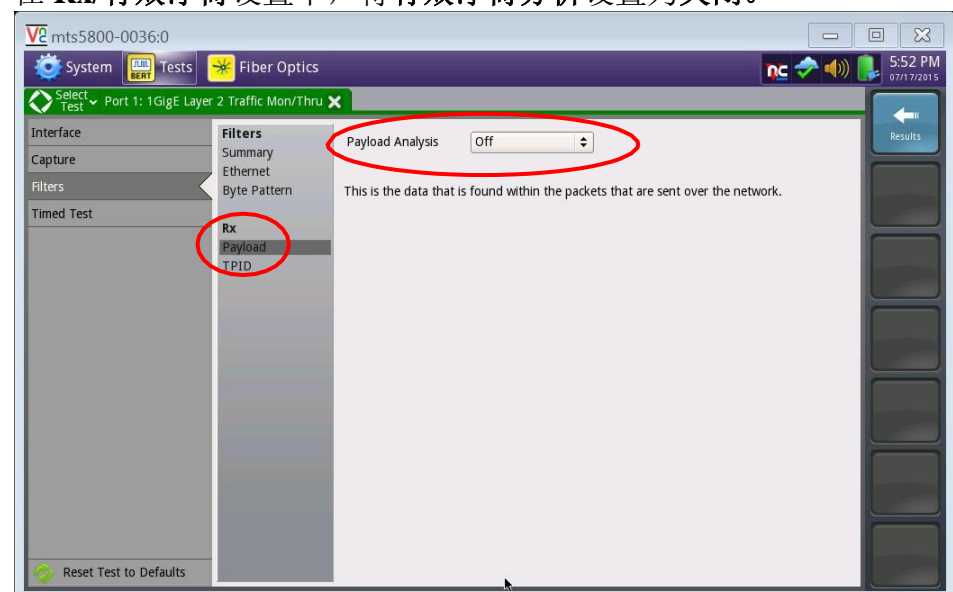 mts5800-0036:0
System Tests Fiber Optics
5:52 PM
07/17/2015
Select
Test
Port 1: 1GigE Layer 2 Traffic Mon/Thru
Results
Interface
Capture
Filters
Timed Test
Filters
Summary
Ethernet
Byte Pattern
Rx
Payload
TPID
Payload Analysis Off
This is the data that is found within the packets that are sent over the network.
Reset Test to Defaults